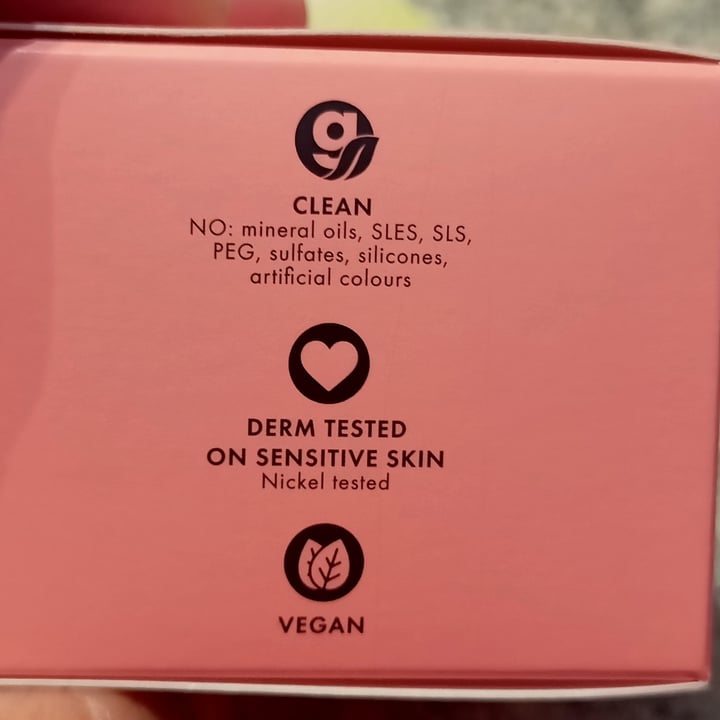 g
CLEAN
NO: mineral oils, SLES, SLS,
PEG, sulfates, silicones,
artificial colours
DERM TESTED
ON SENSITIVE SKIN
Nickel tested
VEGAN